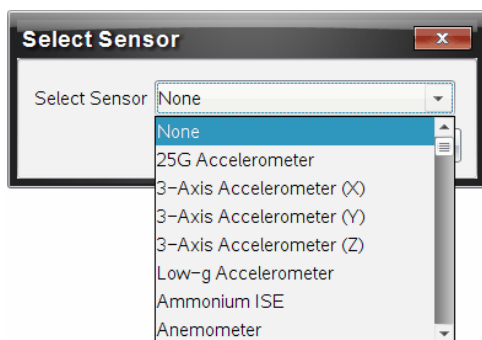 Select Sensor
Select Sensor None
None
25G Accelerometer
3-Axis Accelerometer (X)
3-Axis Accelerometer (Y)
3-Axis Accelerometer (Z)
Low-g Accelerometer
Ammonium ISE
Anemometer